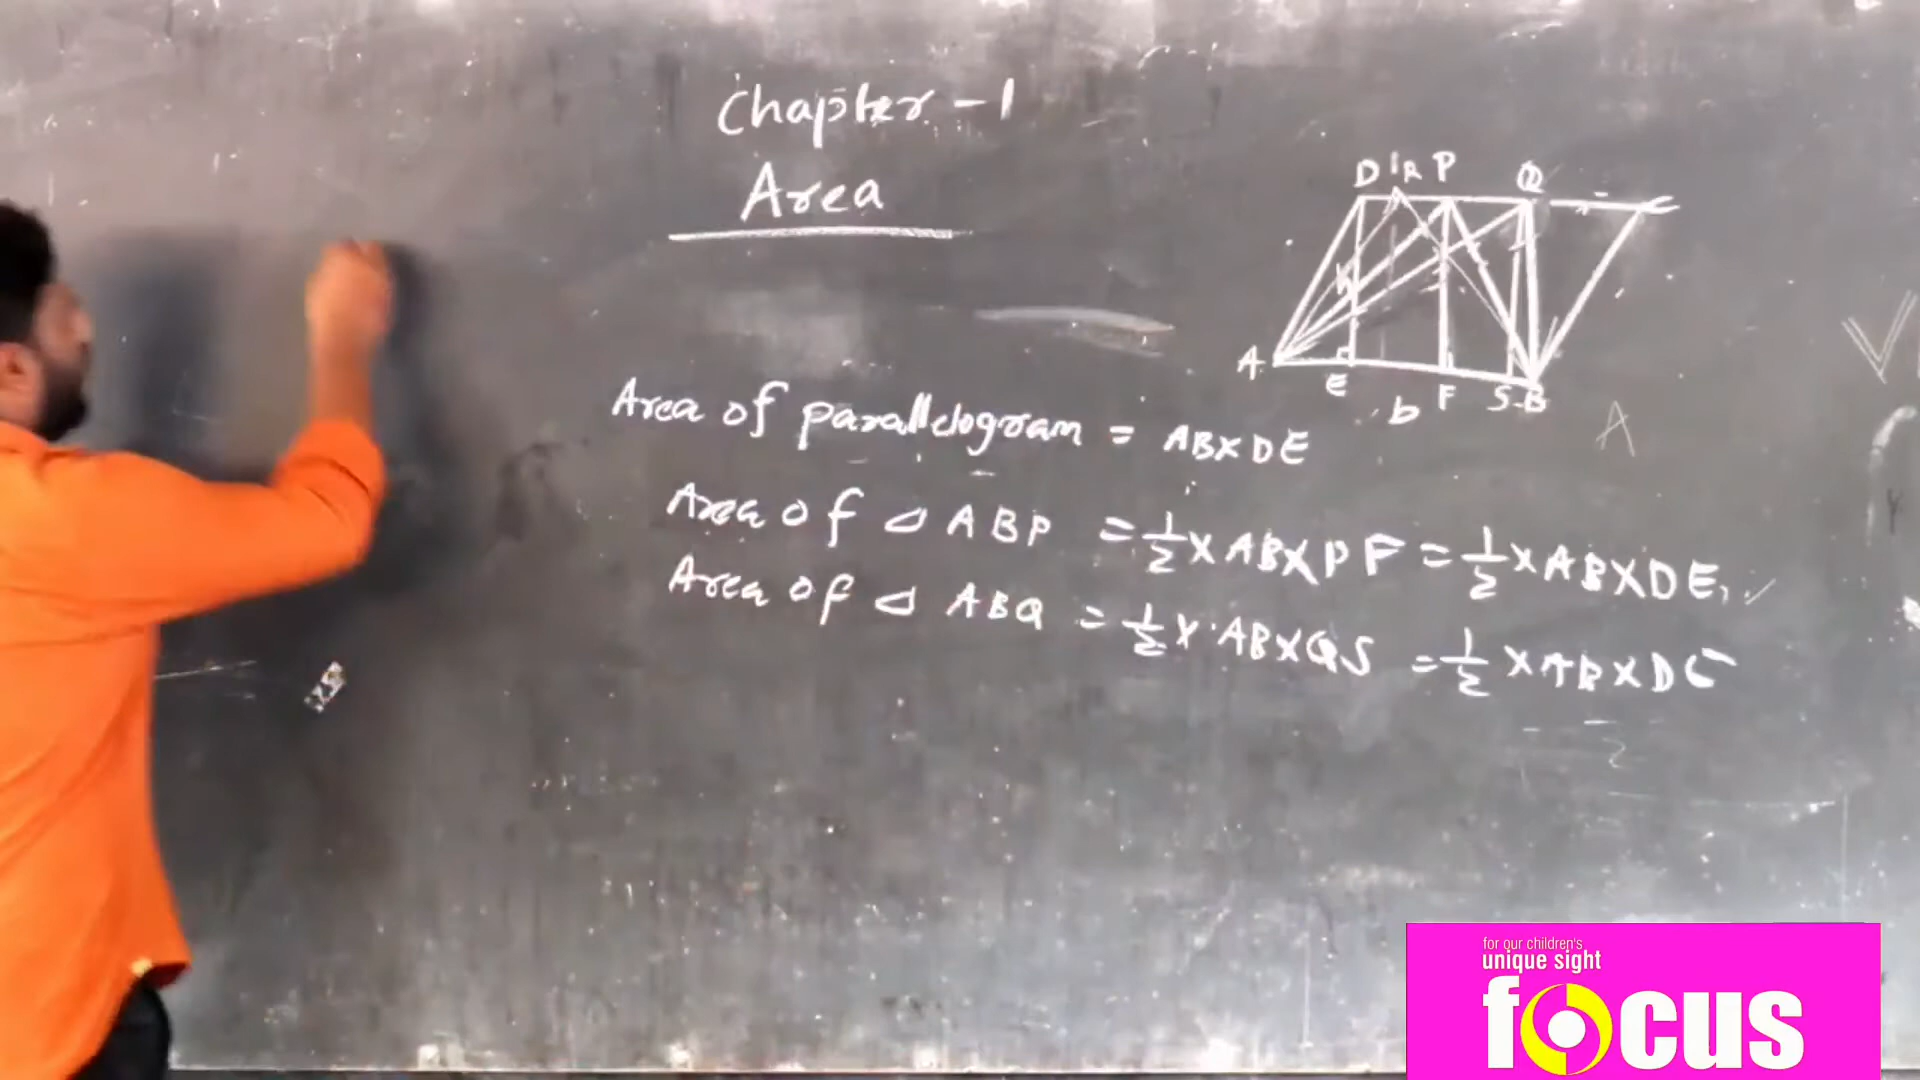 Chapter -1
Area
D R P Q
h
A E b F S B
A
Area of parallelogram = AB X DE
Area of △ ABP = 1/2 X AB X PF = 1/2 X AB X DE,
Area of △ ABQ = 1/2 X AB X QS = 1/2 X AB X DE
for our children's
unique sight
focus